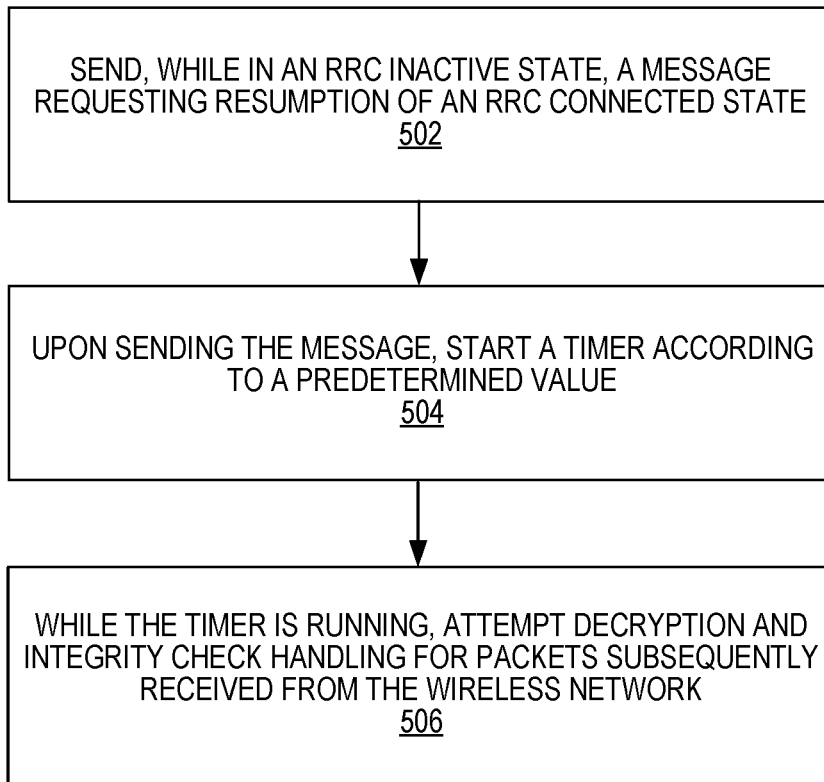 SEND, WHILE IN AN RRC INACTIVE STATE, A MESSAGE
REQUESTING RESUMPTION OF AN RRC CONNECTED STATE
502
UPON SENDING THE MESSAGE, START A TIMER ACCORDING
TO A PREDETERMINED VALUE
504
WHILE THE TIMER IS RUNNING, ATTEMPT DECRYPTION AND
INTEGRITY CHECK HANDLING FOR PACKETS SUBSEQUENTLY
RECEIVED FROM THE WIRELESS NETWORK
506